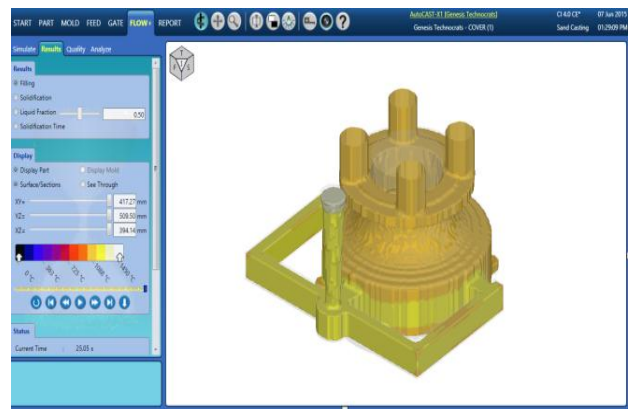 START PART MOLD FEED GATE FLOW+ REPORT
AutoCAST-X1 [Genesis Technocrats]
Genesis Technocrats - COVER (1)
CI 4.0 CE*
Sand Casting
07 Jun 2015
01:29:09 PM
Simulate Results Quality Analyze
Results
Filling
Solidification
Liquid Fraction 0.50
Solidification Time
Display
Display Part Display Mold
Surface/Sections See Through
417.27 mm
509.50 mm
394.14 mm
0 °C
725 °C
Status
Current Time : 25.05 s
T
F S